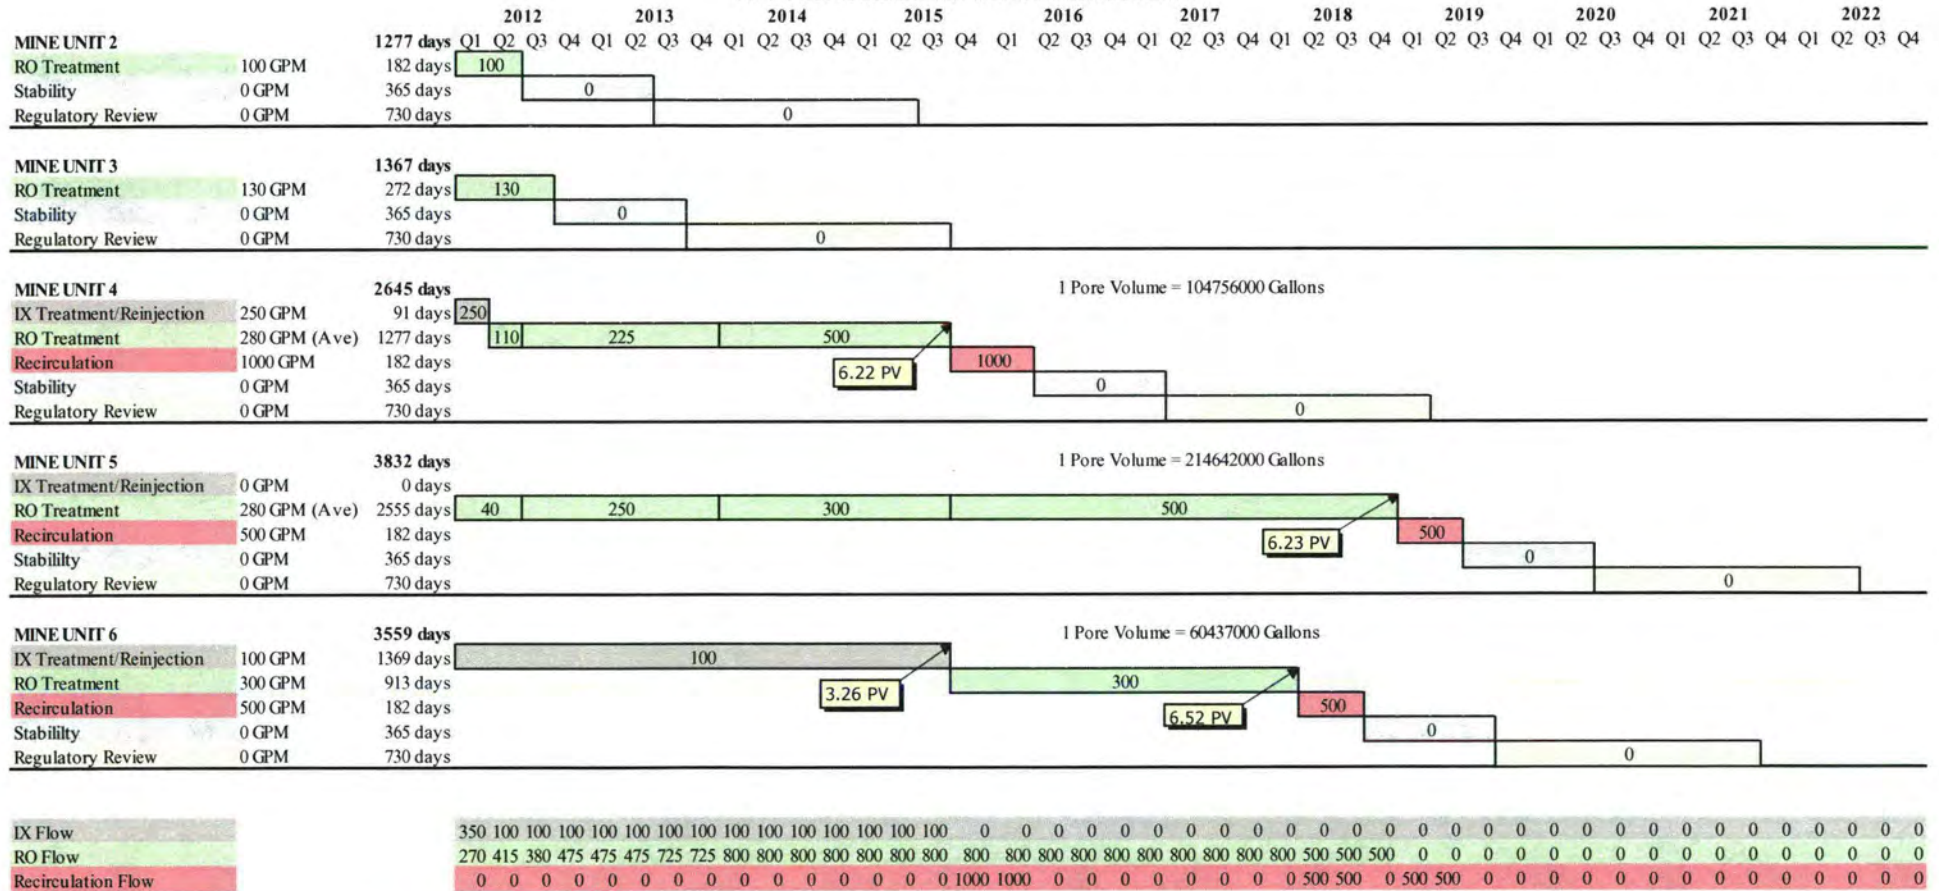 2012 2013 2014 2015 2016 2017 2018 2019 2020 2021 2022
MINE UNIT 2 1277 days Q1 Q2 Q3 Q4 Q1 Q2 Q3 Q4 Q1 Q2 Q3 Q4 Q1 Q2 Q3 Q4 Q1 Q2 Q3 Q4 Q1 Q2 Q3 Q4 Q1 Q2 Q3 Q4 Q1 Q2 Q3 Q4 Q1 Q2 Q3 Q4 Q1 Q2 Q3 Q4 Q1 Q2 Q3 Q4
RO Treatment 100 GPM 182 days 100
Stability 0 GPM 365 days 0
Regulatory Review 0 GPM 730 days 0
MINE UNIT 3 1367 days
RO Treatment 130 GPM 272 days 130
Stability 0 GPM 365 days 0
Regulatory Review 0 GPM 730 days 0
MINE UNIT 4 2645 days 1 Pore Volume = 104756000 Gallons
IX Treatment/Reinjection 250 GPM 91 days 250
RO Treatment 280 GPM (Ave) 1277 days 110 225 500
Recirculation 1000 GPM 182 days 6.22 PV 1000
Stability 0 GPM 365 days 0
Regulatory Review 0 GPM 730 days 0
MINE UNIT 5 3832 days 1 Pore Volume = 214642000 Gallons
IX Treatment/Reinjection 0 GPM 0 days
RO Treatment 280 GPM (Ave) 2555 days 40 250 300 500
Recirculation 500 GPM 182 days 6.23 PV 500
Stabililty 0 GPM 365 days 0
Regulatory Review 0 GPM 730 days 0
MINE UNIT 6 3559 days 1 Pore Volume = 60437000 Gallons
IX Treatment/Reinjection 100 GPM 1369 days 100
RO Treatment 300 GPM 913 days 3.26 PV 300
Recirculation 500 GPM 182 days 6.52 PV 500
Stabililty 0 GPM 365 days 0
Regulatory Review 0 GPM 730 days 0
IX Flow 350 100 100 100 100 100 100 100 100 100 100 100 100 100 100 0 0 0 0 0 0 0 0 0 0 0 0 0 0 0 0 0 0 0 0 0 0 0 0 0 0 0 0 0
RO Flow 270 415 380 475 475 475 725 725 800 800 800 800 800 800 800 800 800 800 800 800 800 800 800 800 800 500 500 500 0 0 0 0 0 0 0 0 0 0 0 0 0 0 0 0
Recirculation Flow 0 0 0 0 0 0 0 0 0 0 0 0 0 0 0 1000 1000 0 0 0 0 0 0 0 0 500 500 0 500 500 0 0 0 0 0 0 0 0 0 0 0 0 0 0